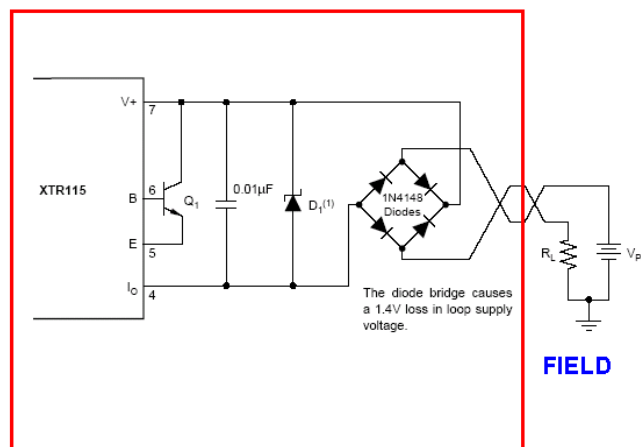 V+
7
XTR115
B
6
Q1
0.01µF
D1(1)
1N4148
Diodes
E
5
RL
VP
IO
4
The diode bridge causes
a 1.4V loss in loop supply
voltage.
FIELD